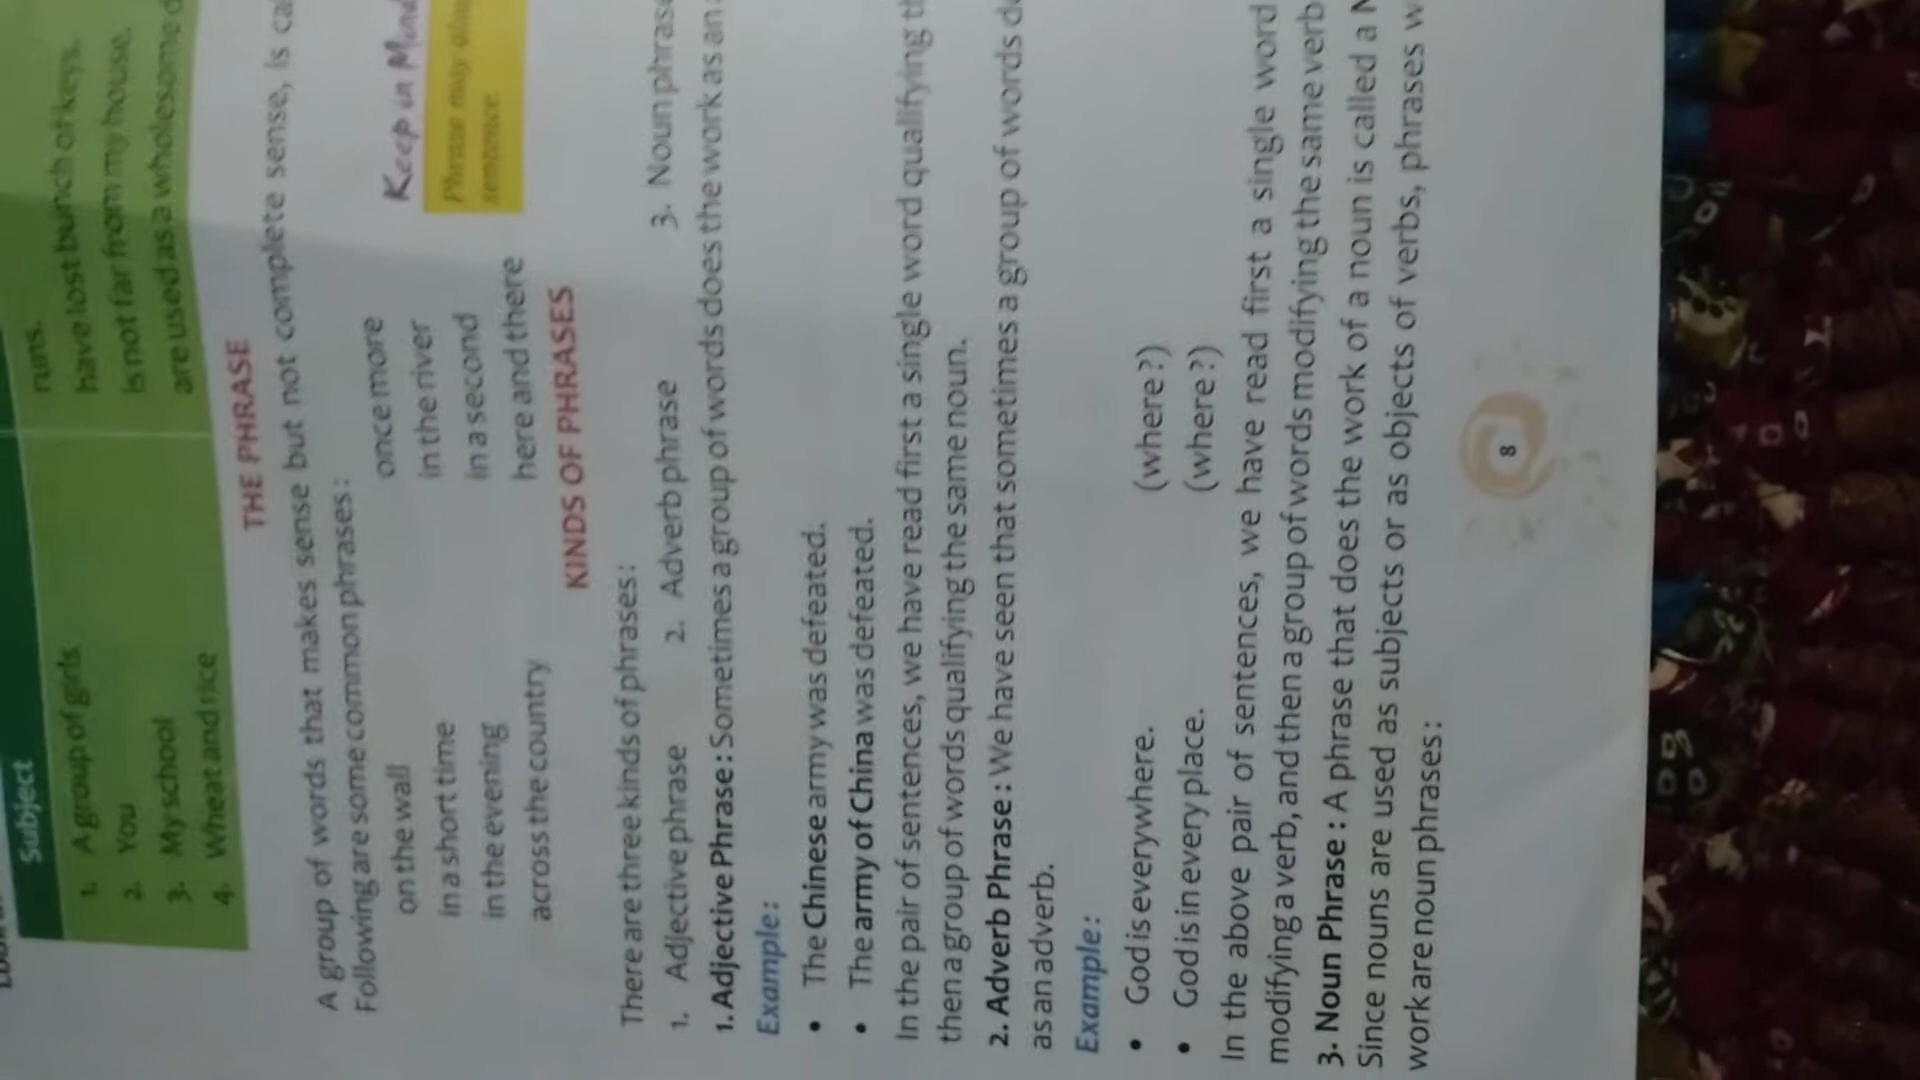 Subject
1. A group of girls runs.
2. You have lost bunch of keys.
3. My school is not far from my house.
4. Wheat and rice are used as a wholesome
THE PHRASE
A group of words that makes sense but not complete sense, is
Following are some common phrases:
on the wall once more
in a short time in the river
in the evening in a second
across the country here and there
Keep in Mind
Phrase may
sentence.
KINDS OF PHRASES
There are three kinds of phrases:
1. Adjective phrase 2. Adverb phrase 3. Noun phrase
1. Adjective Phrase : Sometimes a group of words does the work as an
Example:
• The Chinese army was defeated.
• The army of China was defeated.
In the pair of sentences, we have read first a single word qualifying
then a group of words qualifying the same noun.
2. Adverb Phrase : We have seen that sometimes a group of words
as an adverb.
Example:
• God is everywhere. (where?)
• God is in every place. (where?)
In the above pair of sentences, we have read first a single word
modifying a verb, and then a group of words modifying the same verb
3. Noun Phrase : A phrase that does the work of a noun is called a
Since nouns are used as subjects or as objects of verbs, phrases
work are noun phrases:
8